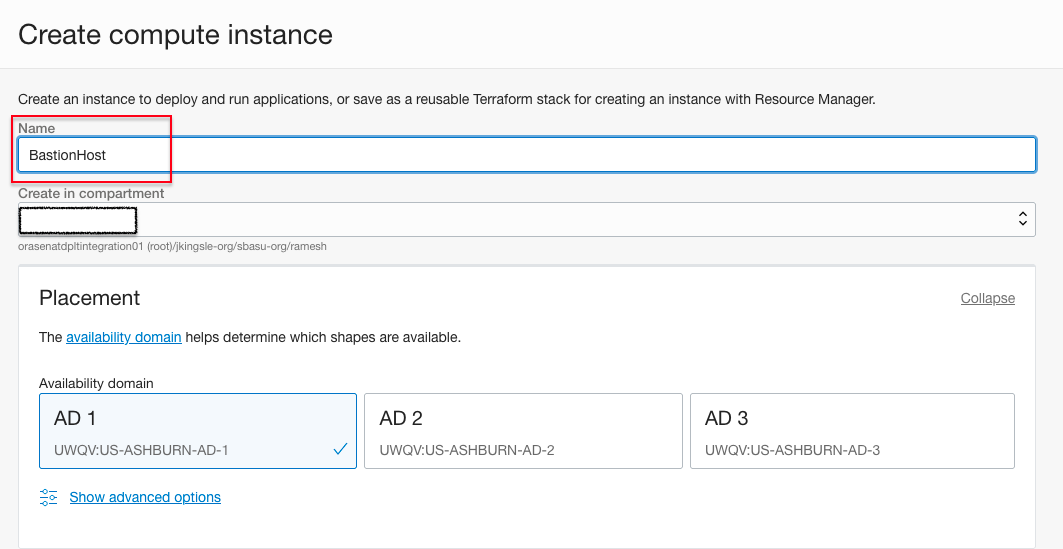 Create compute instance
Create an instance to deploy and run applications, or save as a reusable Terraform stack for creating an instance with Resource Manager.
Name
BastionHost
Create in compartment
orasenatdpltintegration01 (root)/jkingsle-org/sbasu-org/ramesh
Placement
Collapse
The availability domain helps determine which shapes are available.
Availability domain
AD 1
AD 2
AD 3
UWQV:US-ASHBURN-AD-1
UWQV:US-ASHBURN-AD-2
UWQV:US-ASHBURN-AD-3
Show advanced options